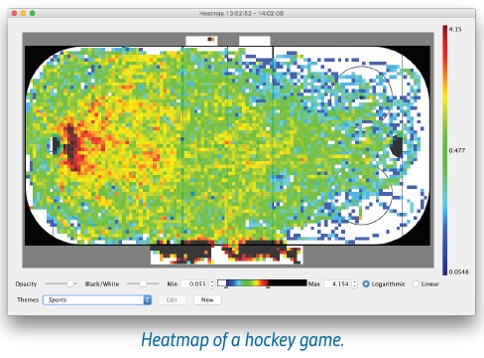 Heatmap 13:52:52 – 14:02:08
4.15
0.477
0.0548
Opacity Black/White Min 0.055 Max 4.154 Logarithmic Linear
Themes Sports Edit New
Heatmap of a hockey game.